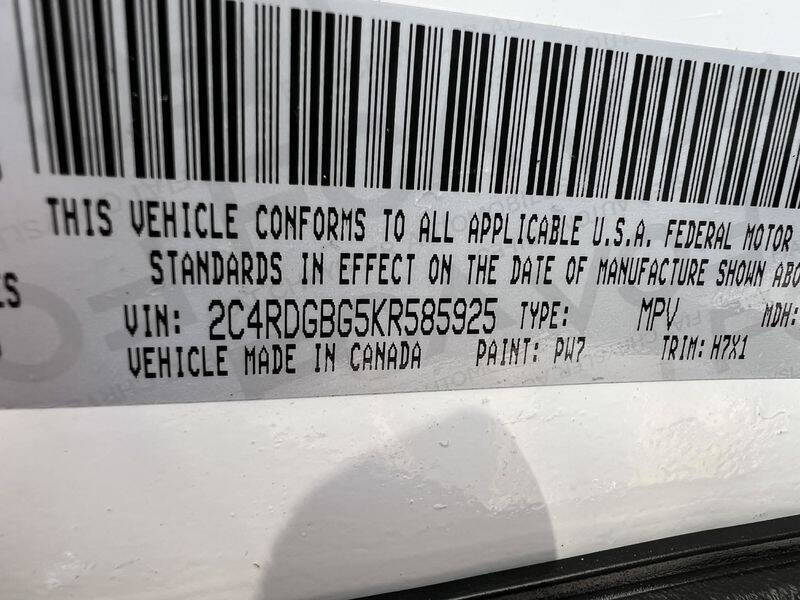 THIS VEHICLE CONFORMS TO ALL APPLICABLE U.S.A. FEDERAL MOTOR
STANDARDS IN EFFECT ON THE DATE OF MANUFACTURE SHOWN ABO
VIN: 2C4RDGBG5KR585925 TYPE: MPV MDH:
VEHICLE MADE IN CANADA PAINT: PW7 TRIM: H7X1